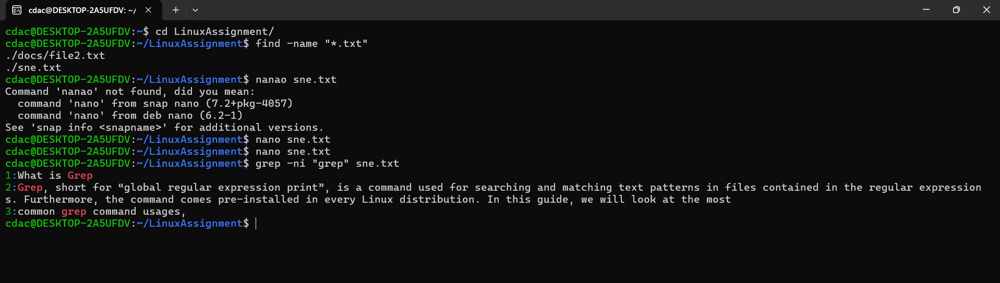 cdac@DESKTOP-2A5UFDV: ~/
cdac@DESKTOP-2A5UFDV:~$ cd LinuxAssignment/
cdac@DESKTOP-2A5UFDV:~/LinuxAssignment$ find -name "*.txt"
./docs/file2.txt
./sne.txt
cdac@DESKTOP-2A5UFDV:~/LinuxAssignment$ nanao sne.txt
Command 'nanao' not found, did you mean:
  command 'nano' from snap nano (7.2+pkg-4057)
  command 'nano' from deb nano (6.2-1)
See 'snap info <snapname>' for additional versions.
cdac@DESKTOP-2A5UFDV:~/LinuxAssignment$ nano sne.txt
cdac@DESKTOP-2A5UFDV:~/LinuxAssignment$ nano sne.txt
cdac@DESKTOP-2A5UFDV:~/LinuxAssignment$ grep -ni "grep" sne.txt
1:What is Grep
2:Grep, short for “global regular expression print”, is a command used for searching and matching text patterns in files contained in the regular expression
s. Furthermore, the command comes pre-installed in every Linux distribution. In this guide, we will look at the most
3:common grep command usages,
cdac@DESKTOP-2A5UFDV:~/LinuxAssignment$